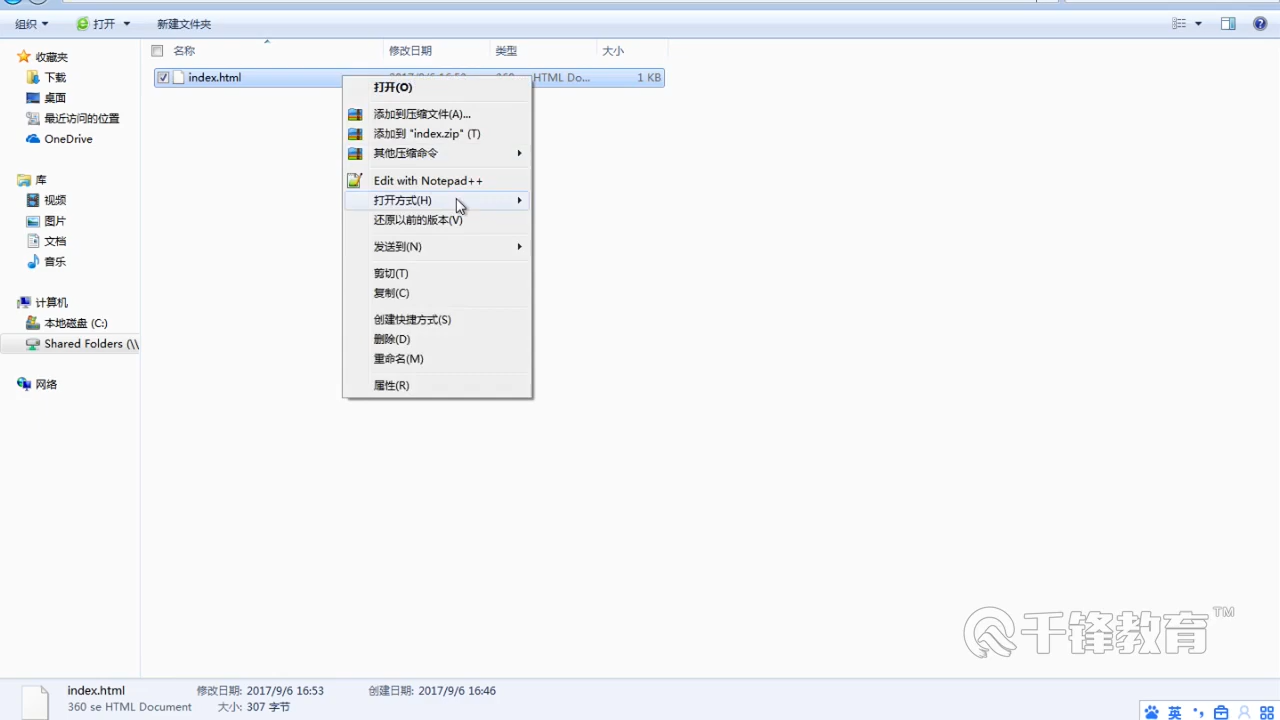 组织 打开 新建文件夹
名称 修改日期 类型 大小
收藏夹
下载
桌面
最近访问的位置
OneDrive
库
视频
图片
文档
音乐
计算机
本地磁盘 (C:)
Shared Folders (\\
网络
index.html HTML Do... 1 KB
打开(O)
添加到压缩文件(A)...
添加到 "index.zip" (T)
其他压缩命令
Edit with Notepad++
打开方式(H)
还原以前的版本(V)
发送到(N)
剪切(T)
复制(C)
创建快捷方式(S)
删除(D)
重命名(M)
属性(R)
千锋教育™
index.html 修改日期: 2017/9/6 16:53 创建日期: 2017/9/6 16:46
360 se HTML Document 大小: 307 字节
英